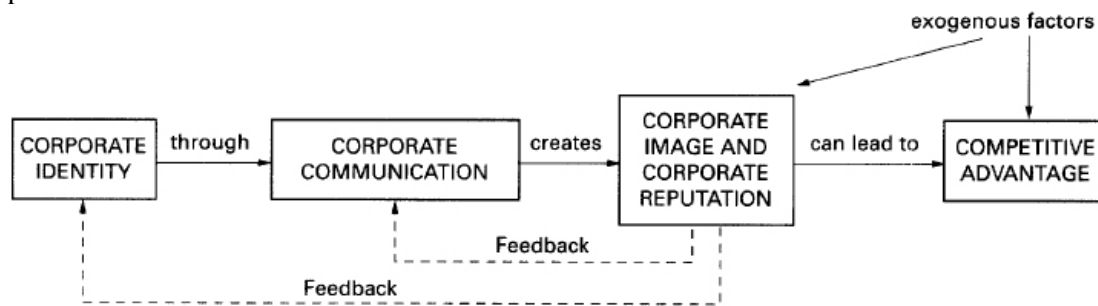 exogenous factors
CORPORATE
IDENTITY
through
CORPORATE
COMMUNICATION
creates
CORPORATE
IMAGE AND
CORPORATE
REPUTATION
can lead to
COMPETITIVE
ADVANTAGE
Feedback
Feedback